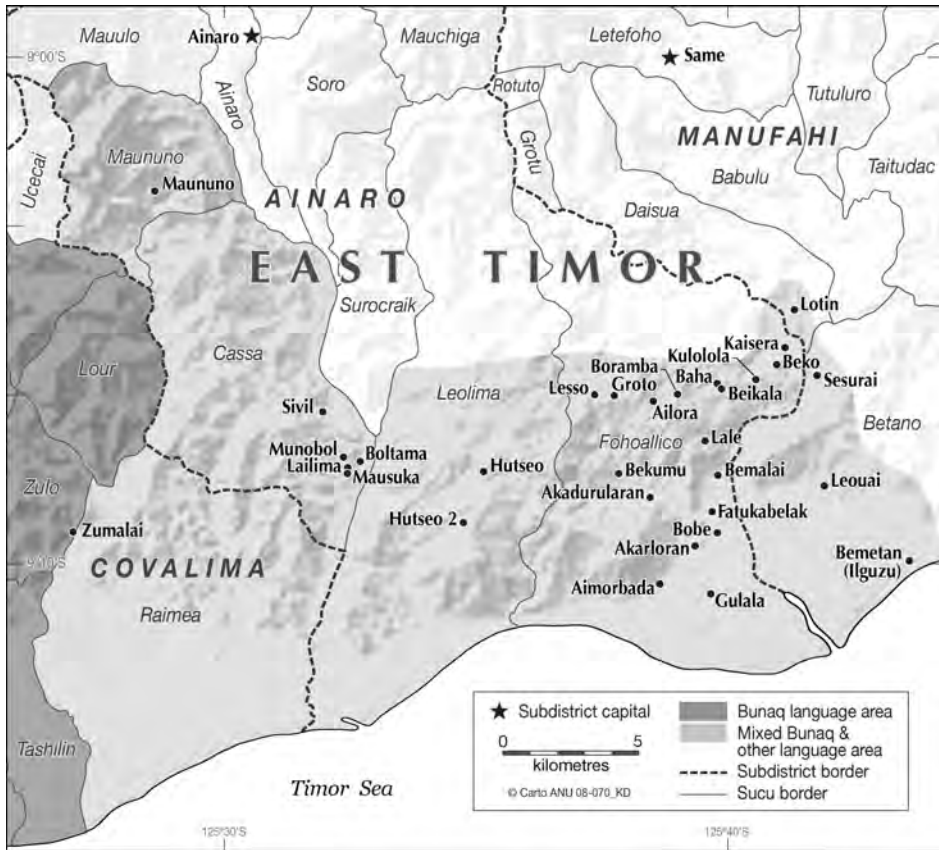 Mauulo
Ainaro
Mauchiga
Letefoho
9°00'S
Same
Ainaro
Soro
Rotuto
Tutuluro
Ucecai
Maununo
Maununo
Grotu
MANUFAHI
Taitudac
Babulu
AINARO
Daisua
EAST TIMOR
Surocraik
Lotin
Cassa
Lour
Kaisera
Kulolola
Beko
Boramba
Baha
Sesurai
Leolima
Lesso
Groto
Beikala
Ailora
Betano
Sivil
Fohoallico
Lale
Munobol
Boltama
Lailima
Mausuka
Hutseo
Bekumu
Bemalai
Leouai
Zulo
Akadurularan
Fatukabelak
Hutseo 2
Zumalai
Bobe
Akarloran
Bemetan
(Ilguzu)
9°10'S
COVALIMA
Aimorbada
Gulala
Raimea
Tashilin
Timor Sea
Subdistrict capital
0 5
kilometres
© Carto ANU 08-070_KD
Bunaq language area
Mixed Bunaq &
other language area
Subdistrict border
Sucu border
125°30'S
125°40'S